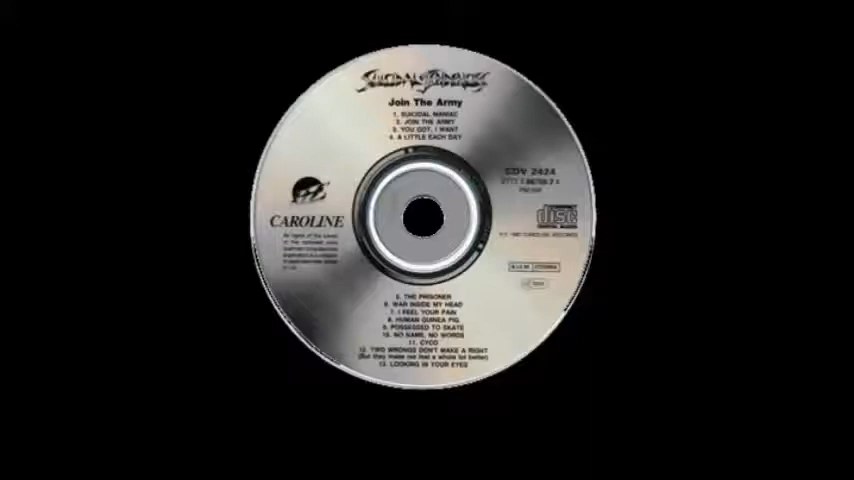 SUICIDAL TENDENCIES
Join The Army
1. SUICIDAL MANIAC
2. JOIN THE ARMY
3. YOU GOT, I WANT
4. A LITTLE EACH DAY
CDV 2424
CAROLINE
disc
5. THE PRISONER
6. WAR INSIDE MY HEAD
7. I FEEL YOUR PAIN
8. HUMAN GUINEA PIG
9. POSSESSED TO SKATE
10. NO NAME, NO WORDS
11. CYCO
12. TWO WRONGS DON'T MAKE A RIGHT
(But they make me feel a whole lot better)
13. LOOKING IN YOUR EYES